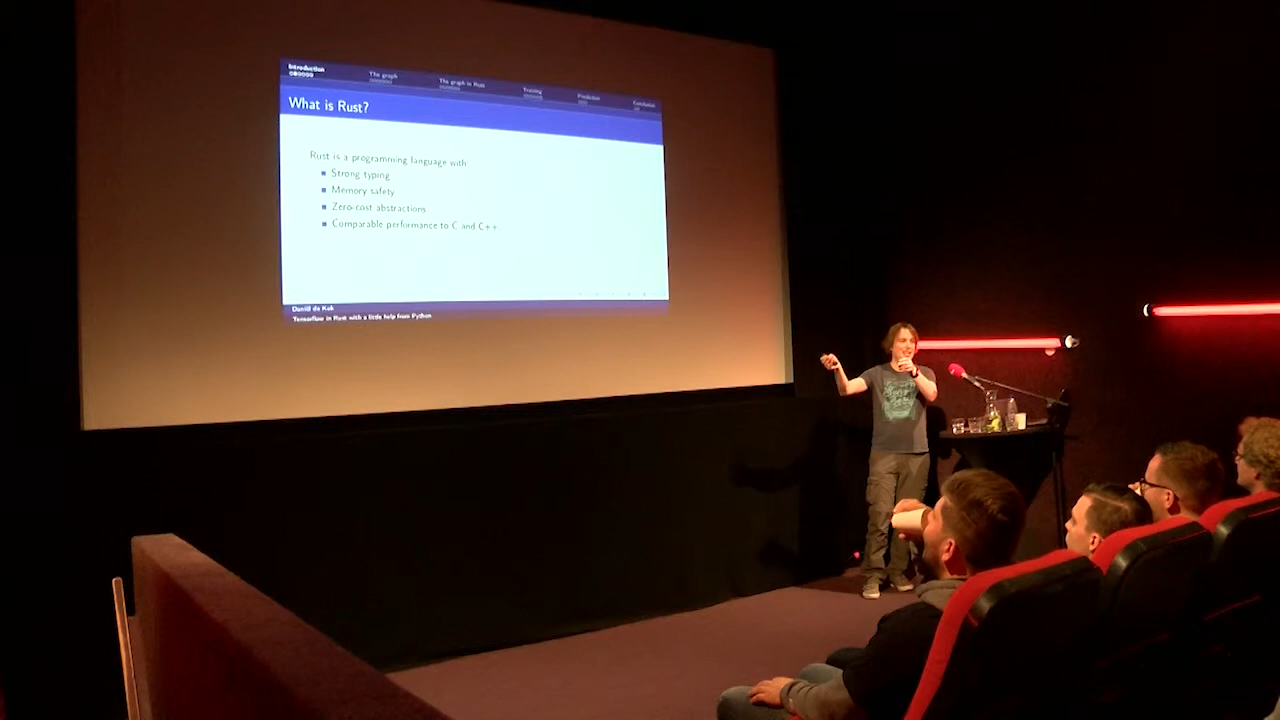 Introduction
The graph
The graph in Rust
Training
Prediction
Conclusion
What is Rust?
Rust is a programming language with
Strong typing
Memory safety
Zero-cost abstractions
Comparable performance to C and C++
Daniël de Kok
Tensorflow in Rust with a little help from Python